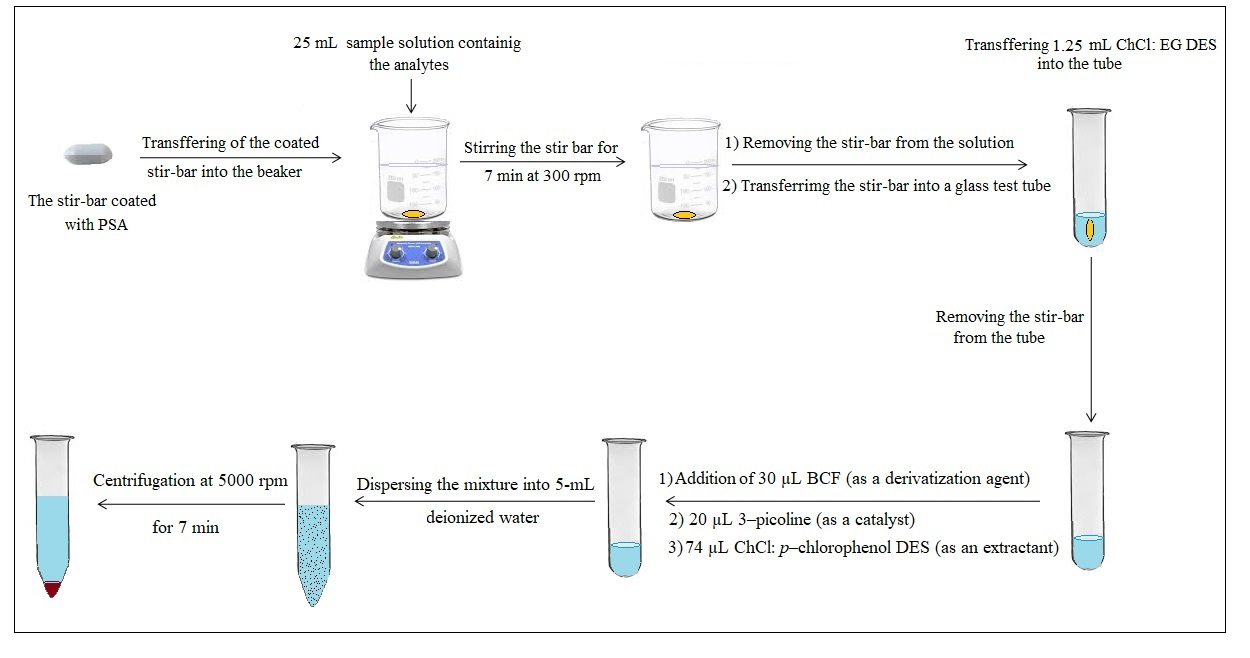 25 mL sample solution containig
the analytes
Transffering 1.25 mL ChCl: EG DES
into the tube
Transffering of the coated
stir-bar into the beaker
Stirring the stir bar for
7 min at 300 rpm
1) Removing the stir-bar from the solution
2) Transferrimg the stir-bar into a glass test tube
The stir-bar coated
with PSA
Removing the stir-bar
from the tube
1)Addition of 30 µL BCF (as a derivatization agent)
2) 20 µL 3–picoline (as a catalyst)
3)74 µL ChCl: p–chlorophenol DES (as an extractant)
Dispersing the mixture into 5-mL
deionized water
Centrifugation at 5000 rpm
for 7 min